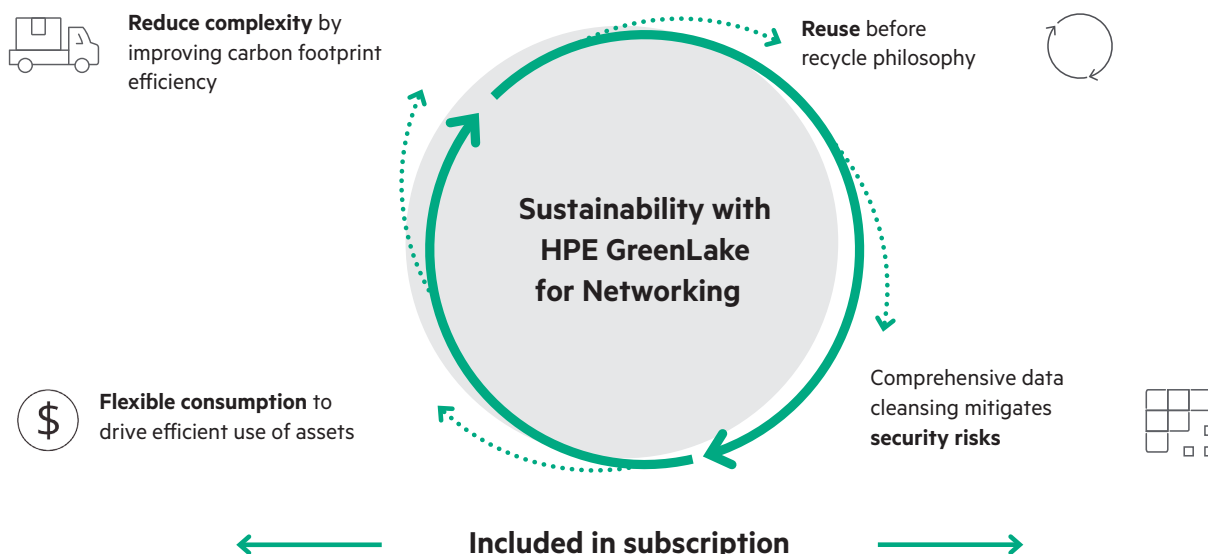 Reduce complexity by
improving carbon footprint
efficiency
Reuse before
recycle philosophy
Sustainability with
HPE GreenLake
for Networking
$
Flexible consumption to
drive efficient use of assets
Comprehensive data
cleansing mitigates
security risks
Included in subscription